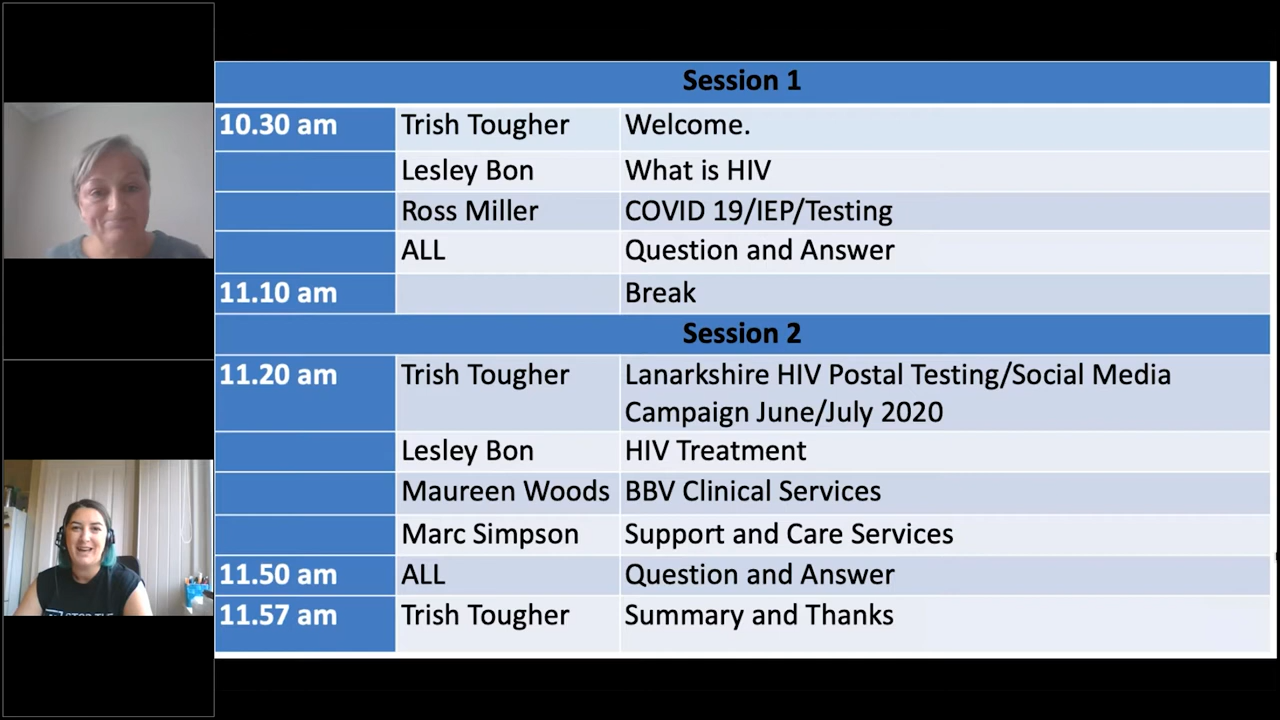 Session 1
10.30 am Trish Tougher Welcome.
Lesley Bon What is HIV
Ross Miller COVID 19/IEP/Testing
ALL Question and Answer
11.10 am Break
Session 2
11.20 am Trish Tougher Lanarkshire HIV Postal Testing/Social Media
Campaign June/July 2020
Lesley Bon HIV Treatment
Maureen Woods BBV Clinical Services
Marc Simpson Support and Care Services
11.50 am ALL Question and Answer
11.57 am Trish Tougher Summary and Thanks
STOP THE